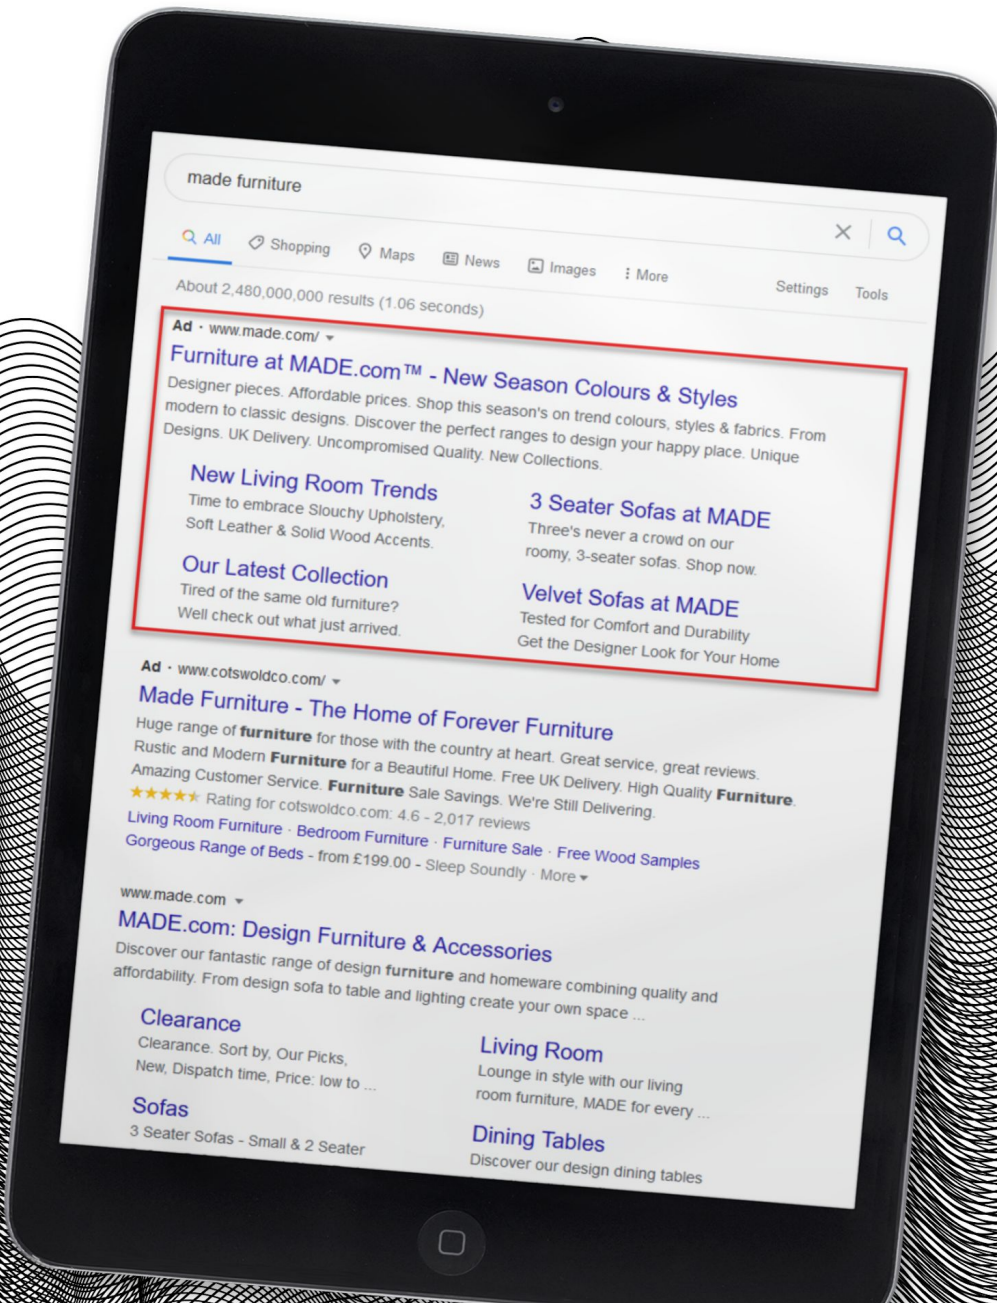 made furniture
All Shopping Maps News Images More Settings Tools
About 2,480,000,000 results (1.06 seconds)
Ad · www.made.com/
Furniture at MADE.com™ - New Season Colours & Styles
Designer pieces. Affordable prices. Shop this season's on trend colours, styles & fabrics. From
modern to classic designs. Discover the perfect ranges to design your happy place. Unique
Designs. UK Delivery. Uncompromised Quality. New Collections.
New Living Room Trends
Time to embrace Slouchy Upholstery,
Soft Leather & Solid Wood Accents.
3 Seater Sofas at MADE
Three's never a crowd on our
roomy, 3-seater sofas. Shop now.
Our Latest Collection
Tired of the same old furniture?
Well check out what just arrived.
Velvet Sofas at MADE
Tested for Comfort and Durability
Get the Designer Look for Your Home
Ad · www.cotswoldco.com/
Made Furniture - The Home of Forever Furniture
Huge range of furniture for those with the country at heart. Great service, great reviews.
Rustic and Modern Furniture for a Beautiful Home. Free UK Delivery. High Quality Furniture.
Amazing Customer Service. Furniture Sale Savings. We're Still Delivering.
Rating for cotswoldco.com: 4.6 - 2,017 reviews
Living Room Furniture · Bedroom Furniture · Furniture Sale · Free Wood Samples
Gorgeous Range of Beds - from £199.00 - Sleep Soundly · More
www.made.com
MADE.com: Design Furniture & Accessories
Discover our fantastic range of design furniture and homeware combining quality and
affordability. From design sofa to table and lighting create your own space ...
Clearance
Clearance. Sort by, Our Picks,
New, Dispatch time, Price: low to ...
Living Room
Lounge in style with our living
room furniture, MADE for every ...
Sofas
3 Seater Sofas - Small & 2 Seater
Dining Tables
Discover our design dining tables